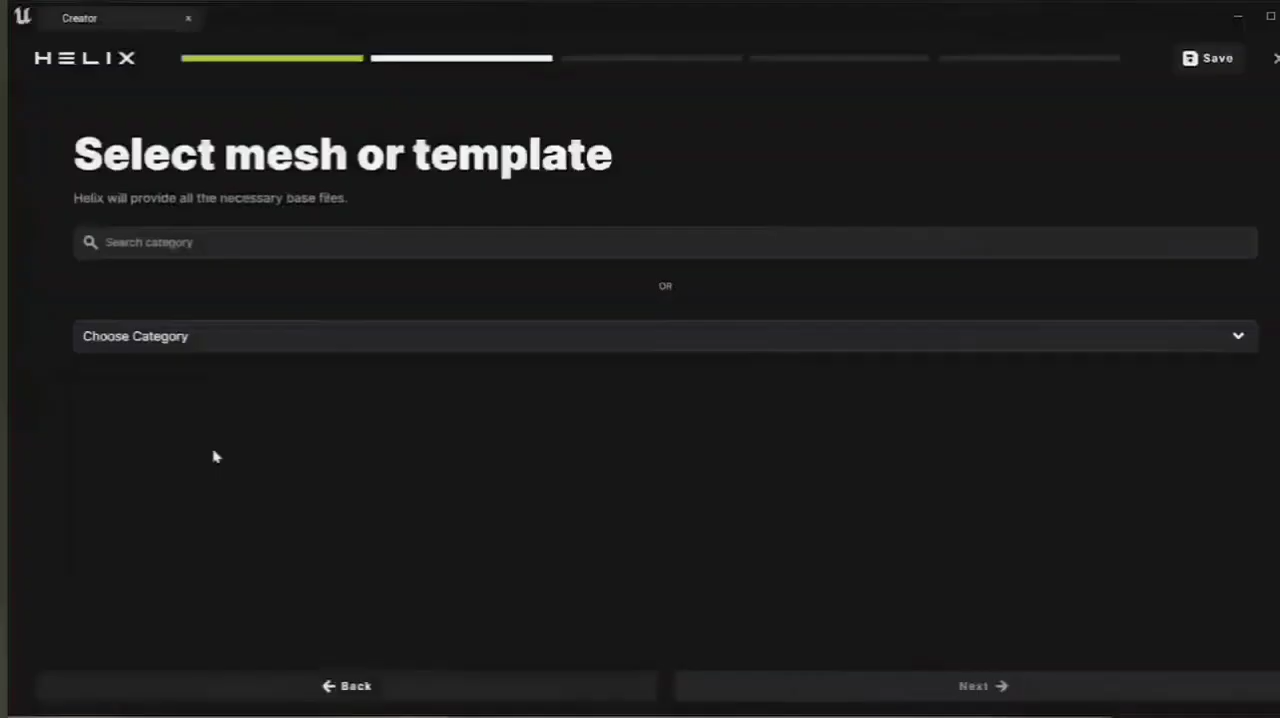 Creator
HELIX
Save
Select mesh or template
Helix will provide all the necessary base files.
Search category
OR
Choose Category
Back
Next